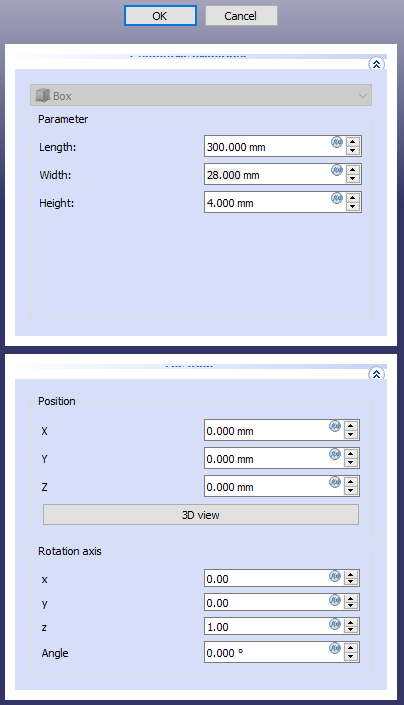 OK Cancel
Box
Parameter
Length: 300.000 mm
Width: 28.000 mm
Height: 4.000 mm
Position
X 0.000 mm
Y 0.000 mm
Z 0.000 mm
3D view
Rotation axis
x 0.00
y 0.00
z 1.00
Angle 0.000 °